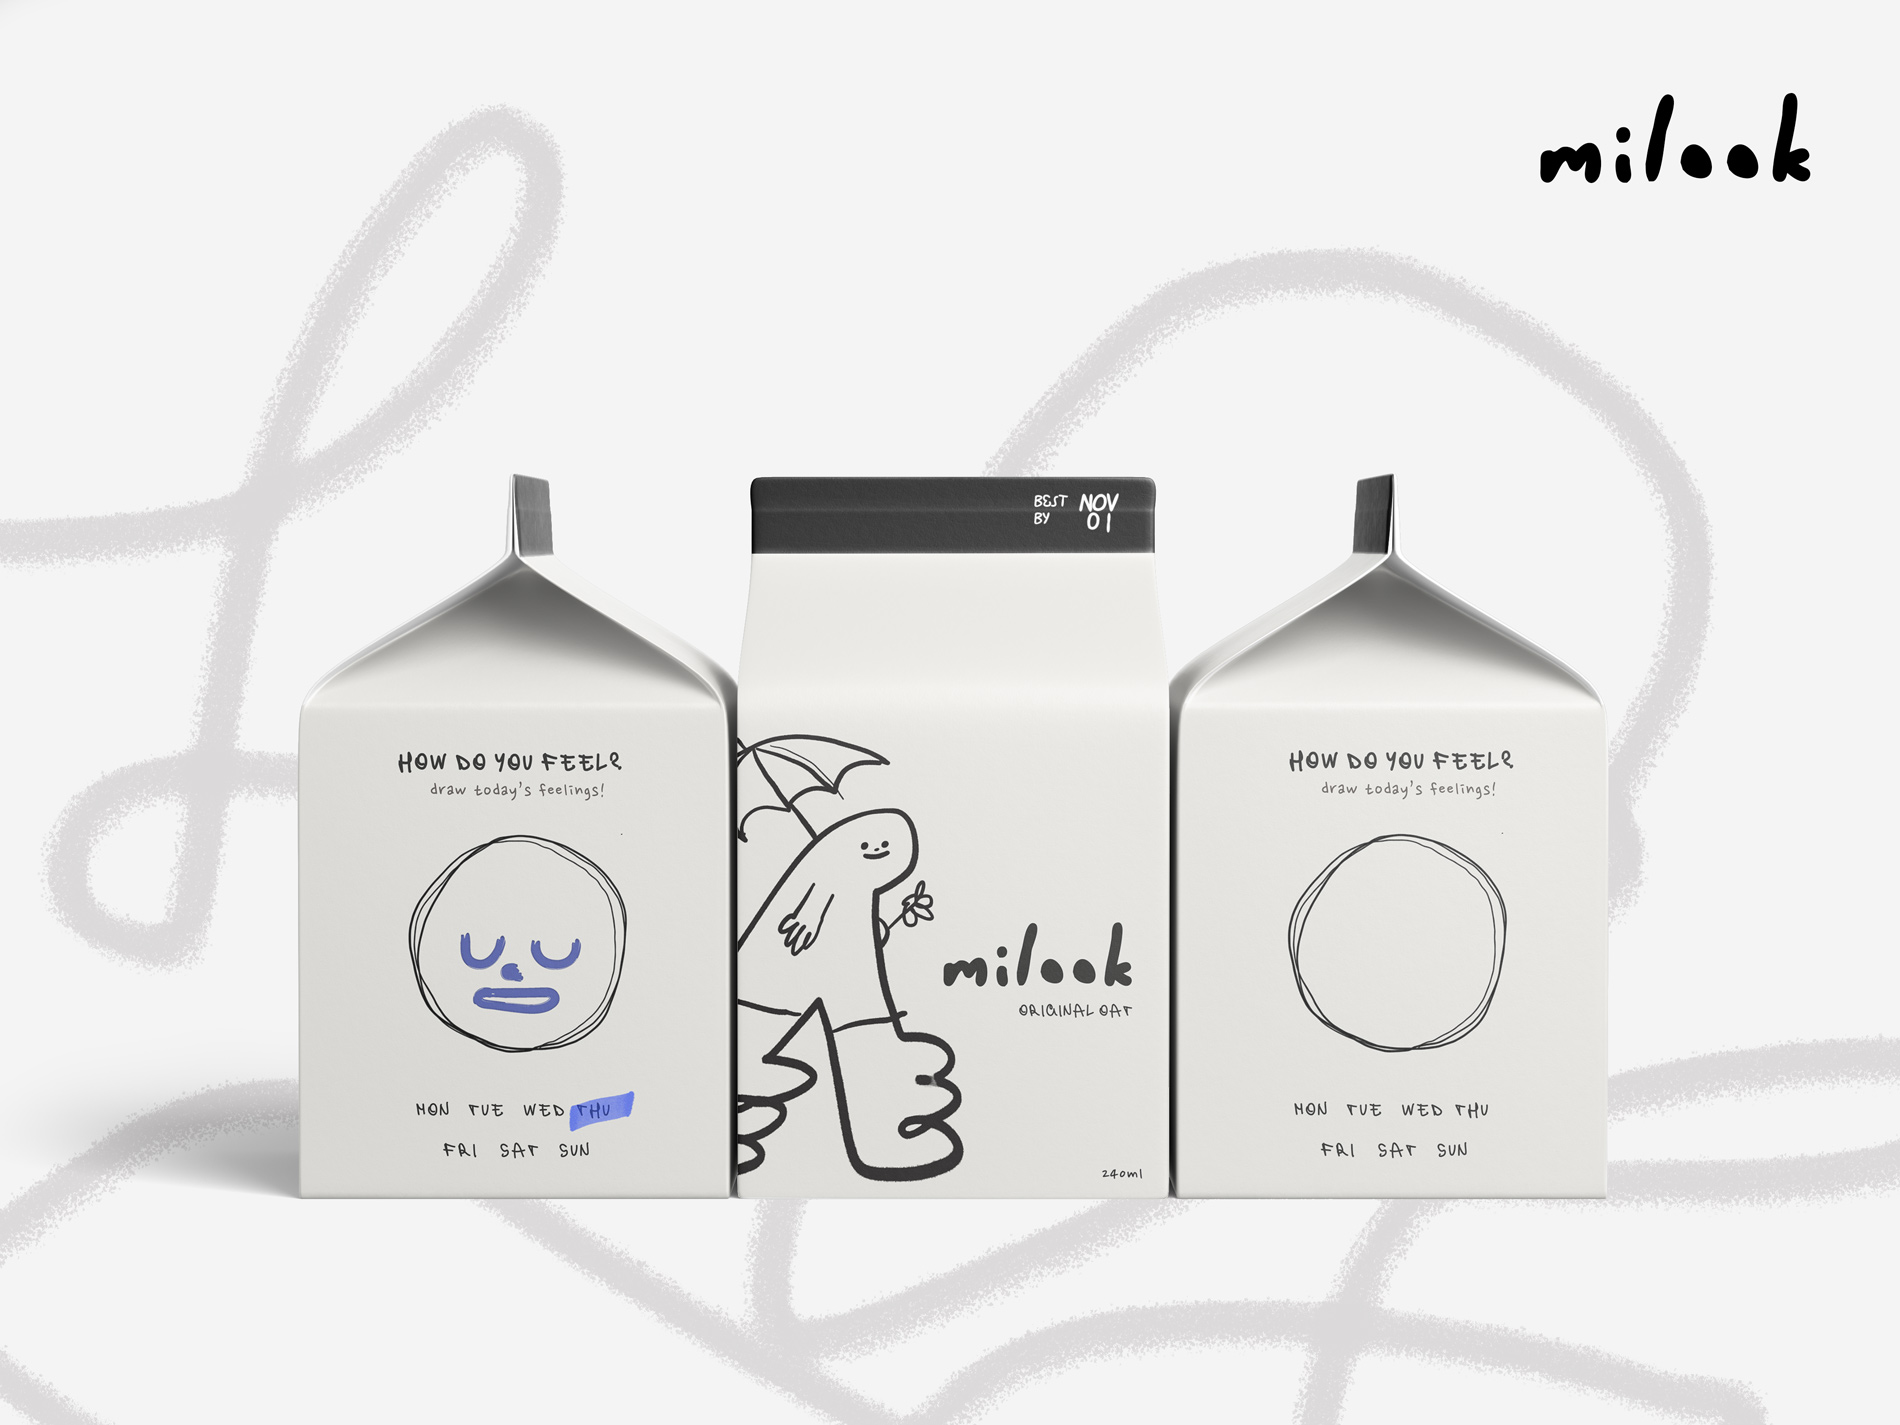 milook
BEST BY
NOV 01
HOW DO YOU FEEL?
draw today's feelings!
MON TUE WED THU
FRI SAT SUN
milook
ORIGINAL OAT
240ml
HOW DO YOU FEEL?
draw today's feelings!
MON TUE WED THU
FRI SAT SUN